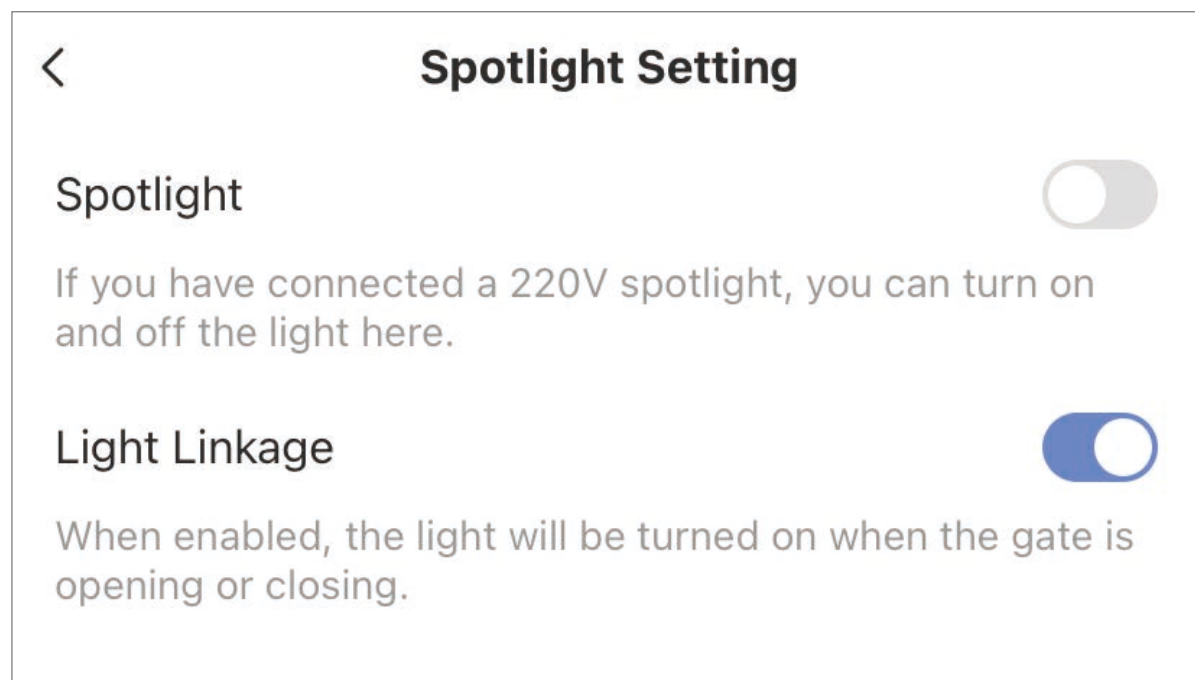 Spotlight Setting
Spotlight
If you have connected a 220V spotlight, you can turn on
and off the light here.
Light Linkage
When enabled, the light will be turned on when the gate is
opening or closing.